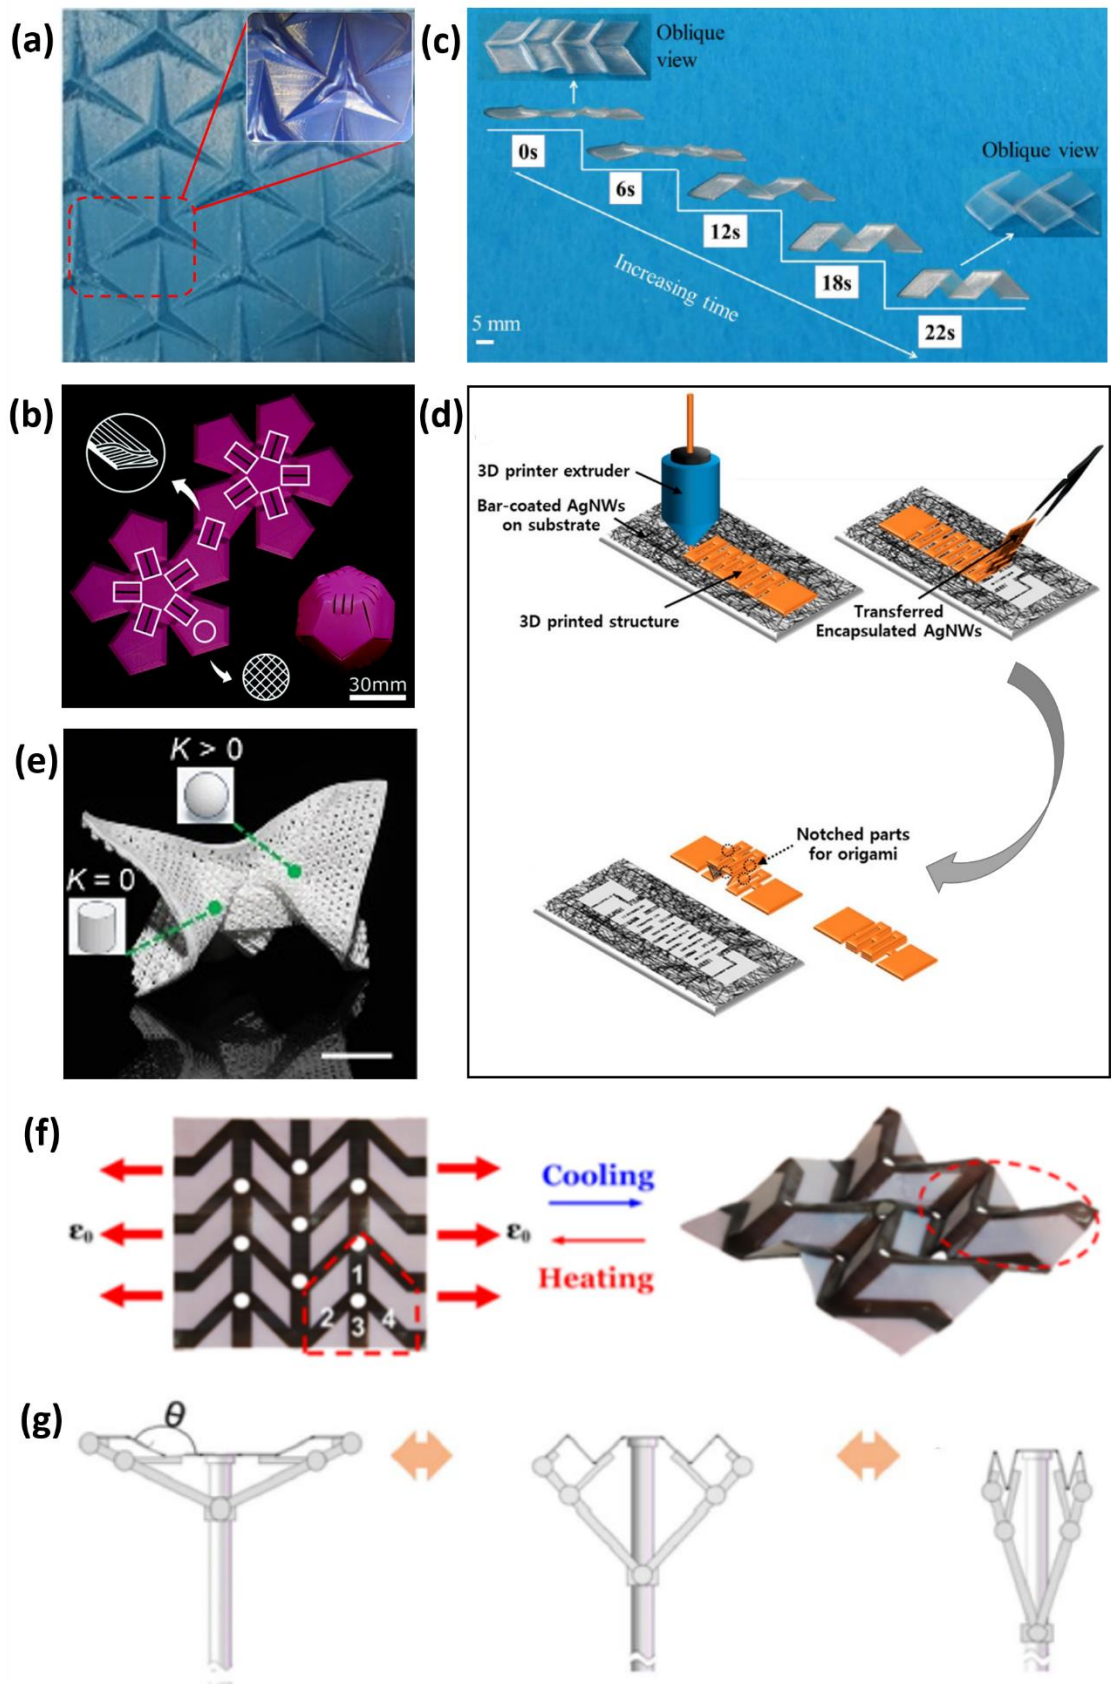 (a)
(c)
Oblique
view
0s
6s
12s
18s
22s
Oblique view
Increasing time
5 mm
(b)
30mm
(d)
3D printer extruder
Bar-coated AgNWs
on substrate
3D printed structure
Transferred
Encapsulated AgNWs
Notched parts
for origami
(e)
K > 0
K = 0
(f)
ε0
ε0
1
2
3
4
Cooling
Heating
(g)
θ